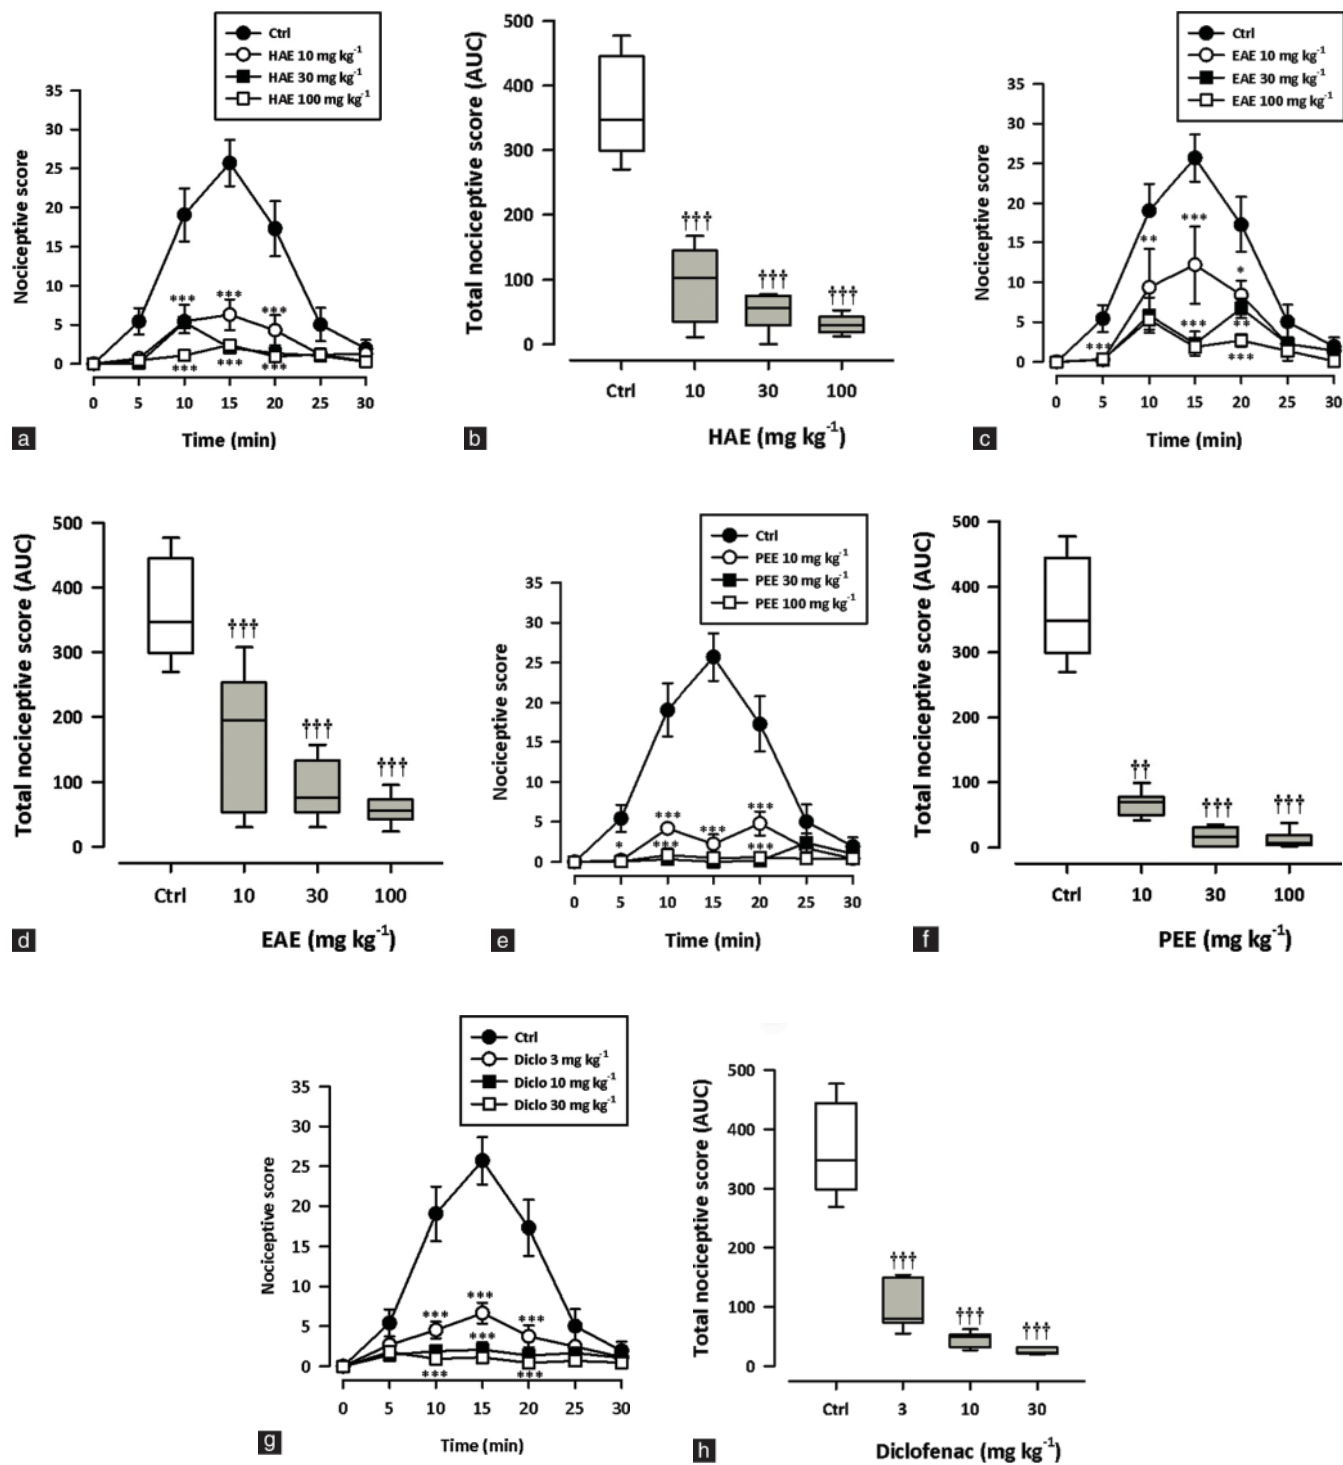 Ctrl
HAE 10 mg kg⁻¹
HAE 30 mg kg⁻¹
HAE 100 mg kg⁻¹
Nociceptive score
35
30
25
20
15
10
5
0
*** *** ***
*** *** ***
0 5 10 15 20 25 30
Time (min)
a
Total nociceptive score (AUC)
500
400
300
200
100
0
†††
†††
†††
Ctrl 10 30 100
HAE (mg kg⁻¹)
b
Ctrl
EAE 10 mg kg⁻¹
EAE 30 mg kg⁻¹
EAE 100 mg kg⁻¹
Nociceptive score
35
30
25
20
15
10
5
0
***
**
*
***
***
**
***
0 5 10 15 20 25 30
Time (min)
c
Total nociceptive score (AUC)
500
400
300
200
100
0
†††
†††
†††
Ctrl 10 30 100
EAE (mg kg⁻¹)
d
Ctrl
PEE 10 mg kg⁻¹
PEE 30 mg kg⁻¹
PEE 100 mg kg⁻¹
Nociceptive score
35
30
25
20
15
10
5
0
*** *** ***
* *** ***
0 5 10 15 20 25 30
Time (min)
e
Total nociceptive score (AUC)
500
400
300
200
100
0
††
†††
†††
Ctrl 10 30 100
PEE (mg kg⁻¹)
f
Ctrl
Diclo 3 mg kg⁻¹
Diclo 10 mg kg⁻¹
Diclo 30 mg kg⁻¹
Nociceptive score
35
30
25
20
15
10
5
0
*** *** ***
***
*** ***
0 5 10 15 20 25 30
Time (min)
g
Total nociceptive score (AUC)
500
400
300
200
100
0
†††
†††
†††
Ctrl 3 10 30
Diclofenac (mg kg⁻¹)
h